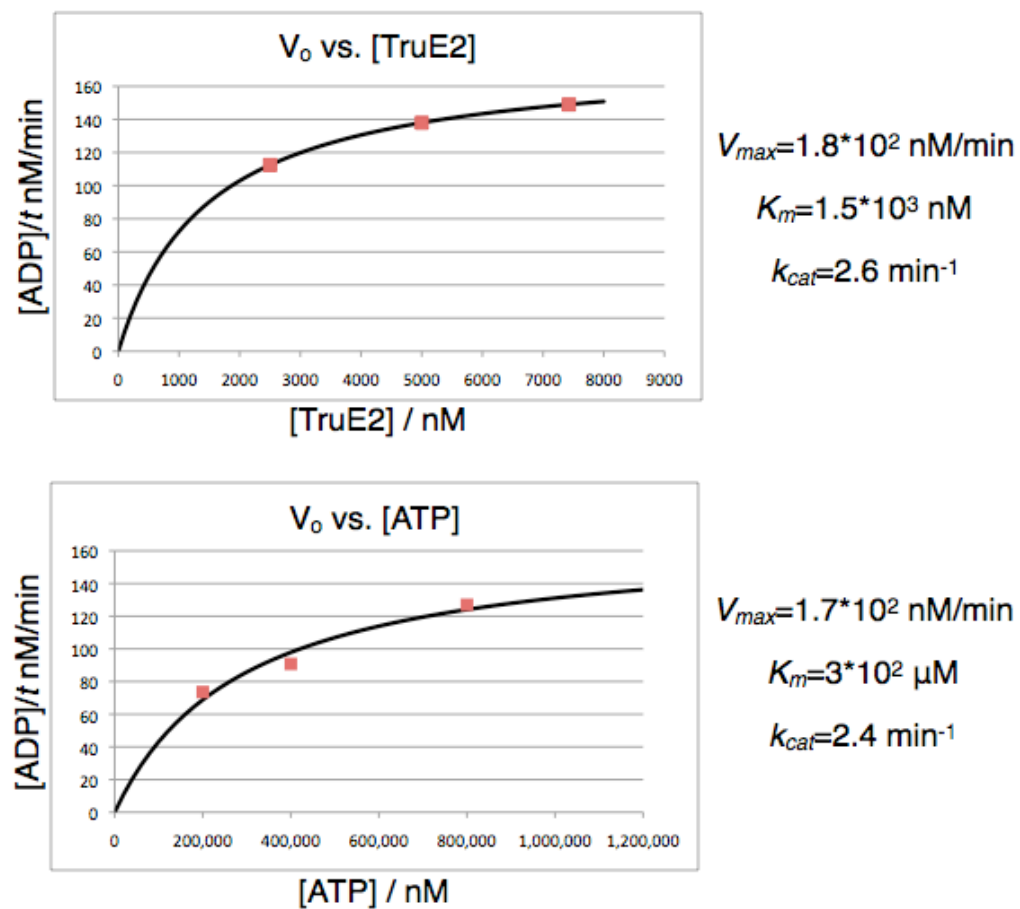 Vₒ vs. [TruE2]
[ADP]/t nM/min
160
140
120
100
80
60
40
20
0
0 1000 2000 3000 4000 5000 6000 7000 8000 9000
[TruE2] / nM
Vmax=1.8*10² nM/min
Km=1.5*10³ nM
kcat=2.6 min⁻¹
Vₒ vs. [ATP]
[ADP]/t nM/min
160
140
120
100
80
60
40
20
0
0 200,000 400,000 600,000 800,000 1,000,000 1,200,000
[ATP] / nM
Vmax=1.7*10² nM/min
Km=3*10² µM
kcat=2.4 min⁻¹